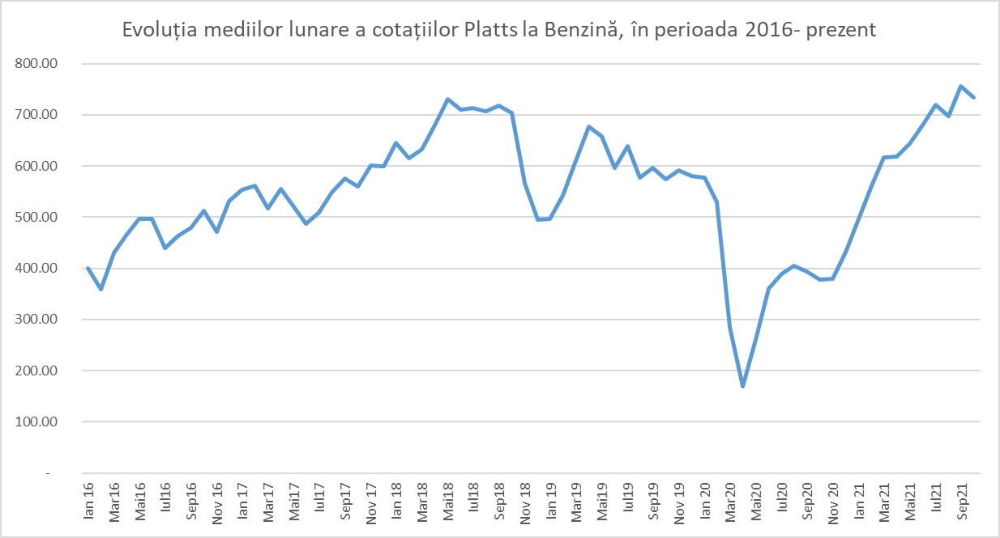 Evoluția mediilor lunare a cotațiilor Platts la Benzină, în perioada 2016- prezent
800.00
700.00
600.00
500.00
400.00
300.00
200.00
100.00
-
Ian 16
Mar16
Mai16
Iul16
Sep16
Nov 16
Ian 17
Mar17
Mai17
Iul17
Sep17
Nov 17
Ian 18
Mar18
Mai18
Iul18
Sep18
Nov 18
Ian 19
Mar19
Mai19
Iul19
Sep19
Nov 19
Ian 20
Mar20
Mai20
Iul20
Sep20
Nov 20
Ian 21
Mar21
Mai21
Iul21
Sep21